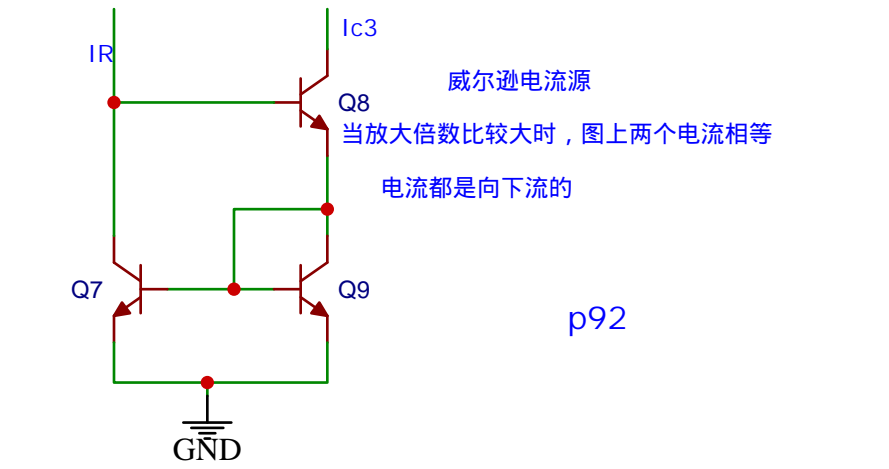 Ic3
IR
威尔逊电流源
Q8
当放大倍数比较大时，图上两个电流相等
电流都是向下流的
Q7
Q9
p92
GND